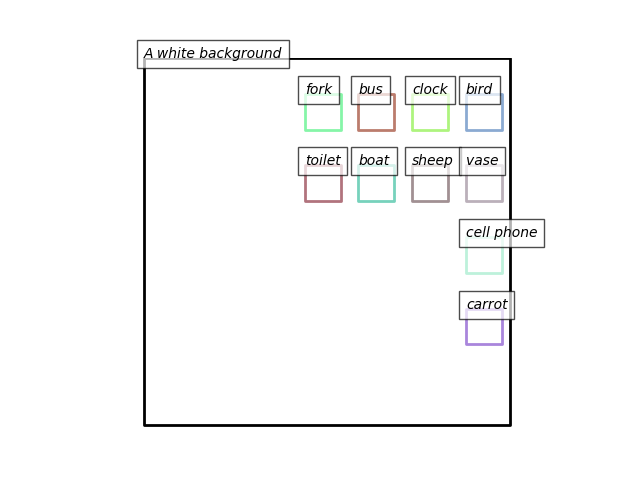 A white background
fork bus clock bird
toilet boat sheep vase
cell phone
carrot